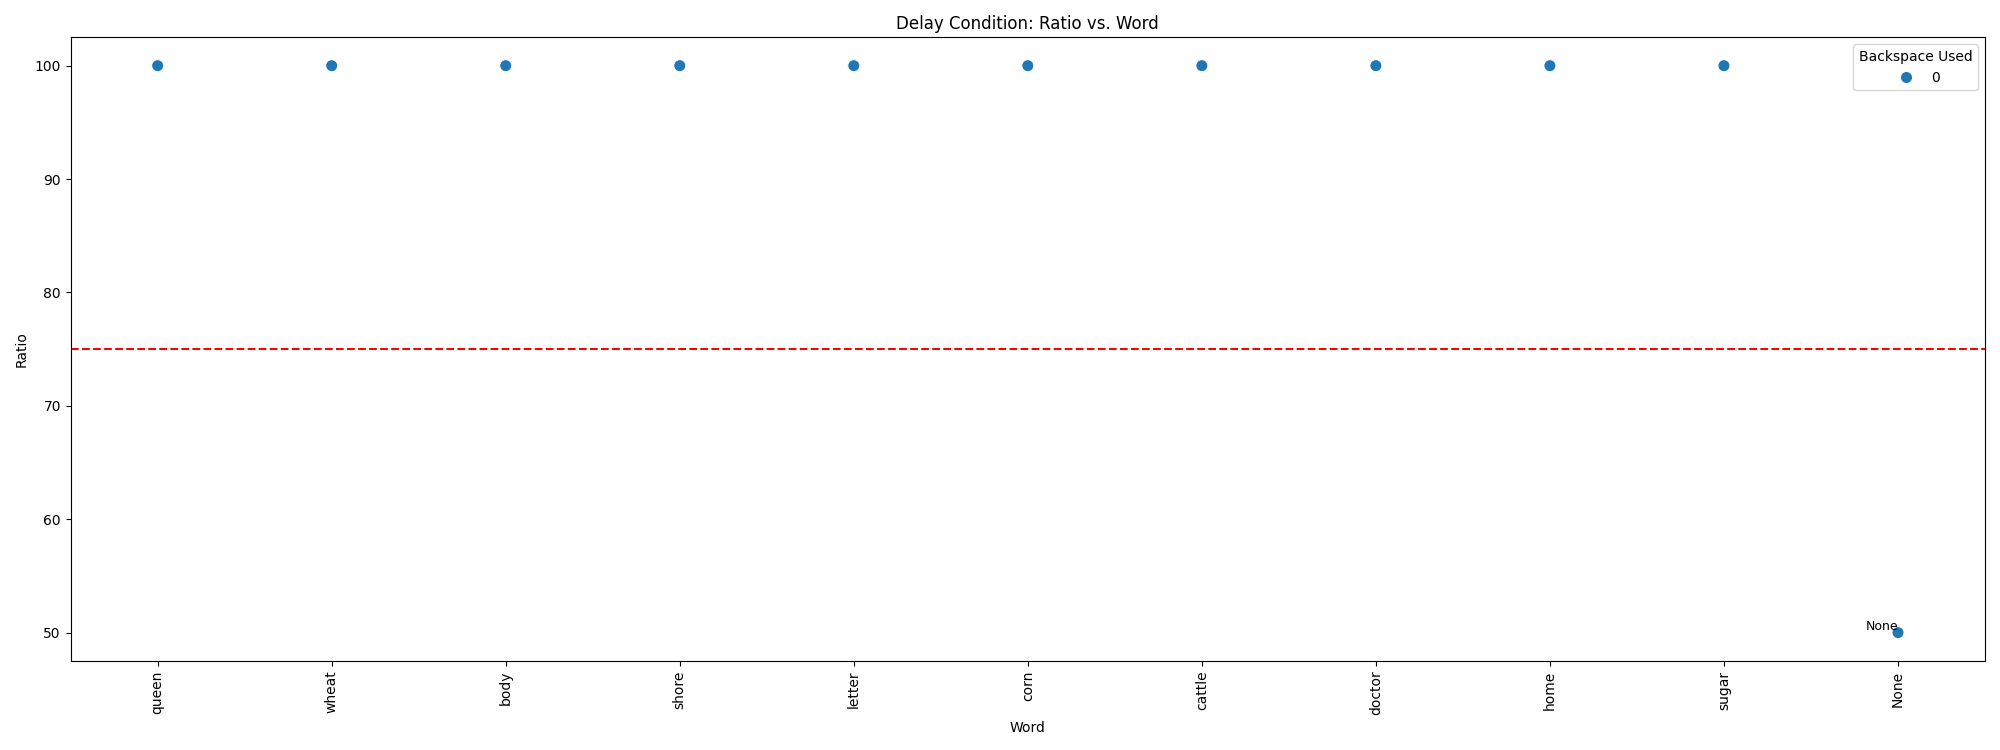 Delay Condition: Ratio vs. Word
Backspace Used
0
100
90
80
70
60
50
Ratio
None
queen
wheat
body
shore
letter
corn
cattle
doctor
home
sugar
None
Word